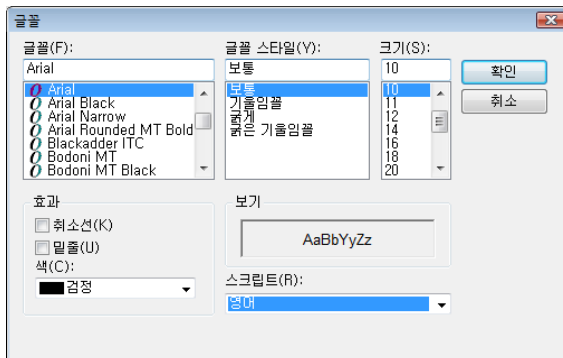 글꼴
글꼴(F):
Arial
Arial
Arial Black
Arial Narrow
Arial Rounded MT Bold
Blackadder ITC
Bodoni MT
Bodoni MT Black
글꼴 스타일(Y):
보통
보통
기울임꼴
굵게
굵은 기울임꼴
크기(S):
10
10
11
12
14
16
18
20
확인
취소
효과
취소선(K)
밑줄(U)
색(C):
검정
보기
AaBbYyZz
스크립트(R):
영어